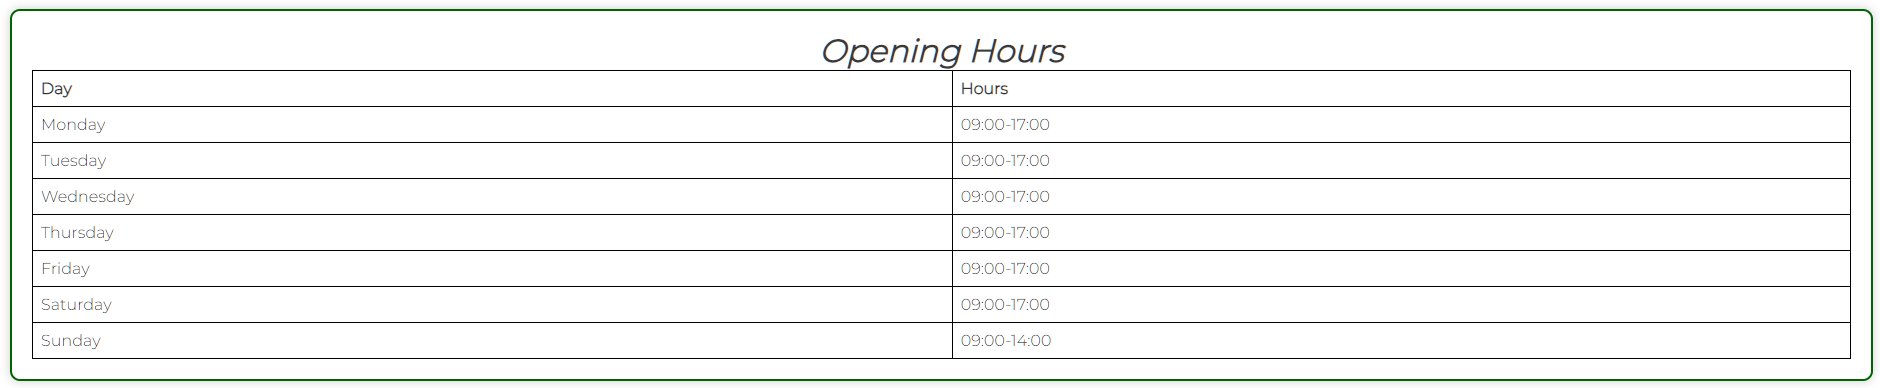 Opening Hours
Day Hours
Monday 09:00-17:00
Tuesday 09:00-17:00
Wednesday 09:00-17:00
Thursday 09:00-17:00
Friday 09:00-17:00
Saturday 09:00-17:00
Sunday 09:00-14:00